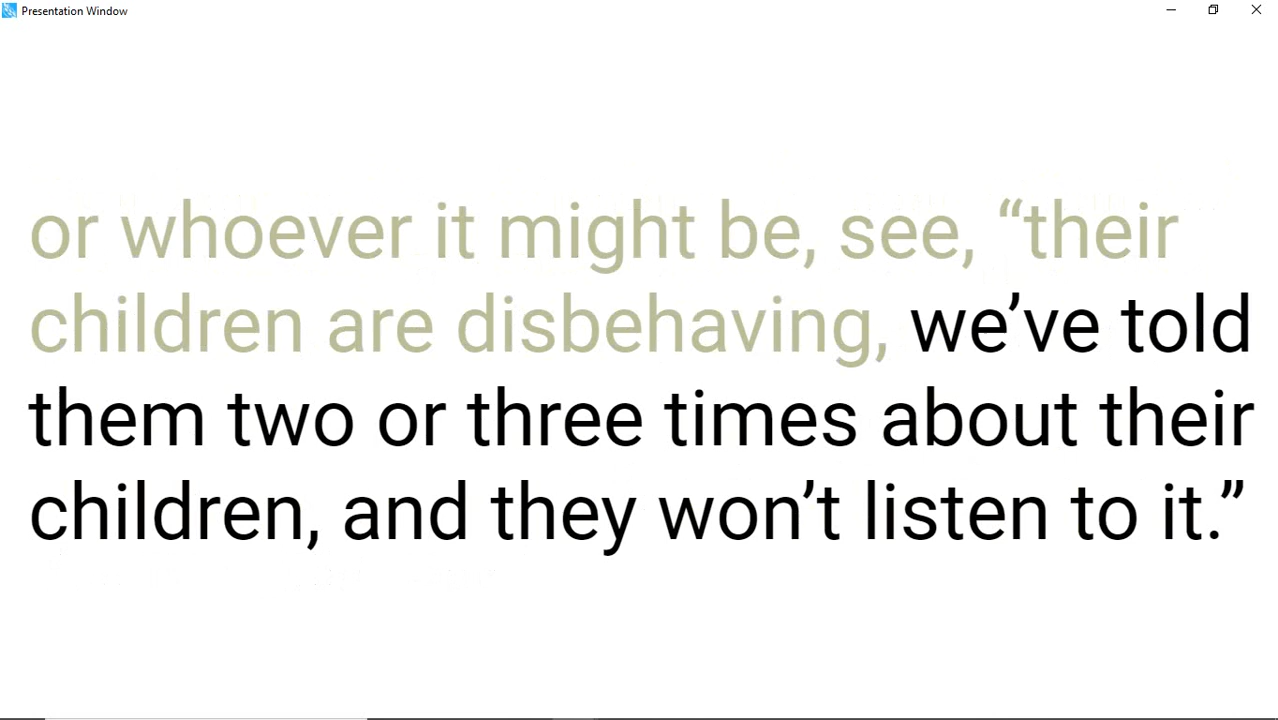 Presentation Window
or whoever it might be, see, “their
children are disbehaving, we’ve told
them two or three times about their
children, and they won’t listen to it.”